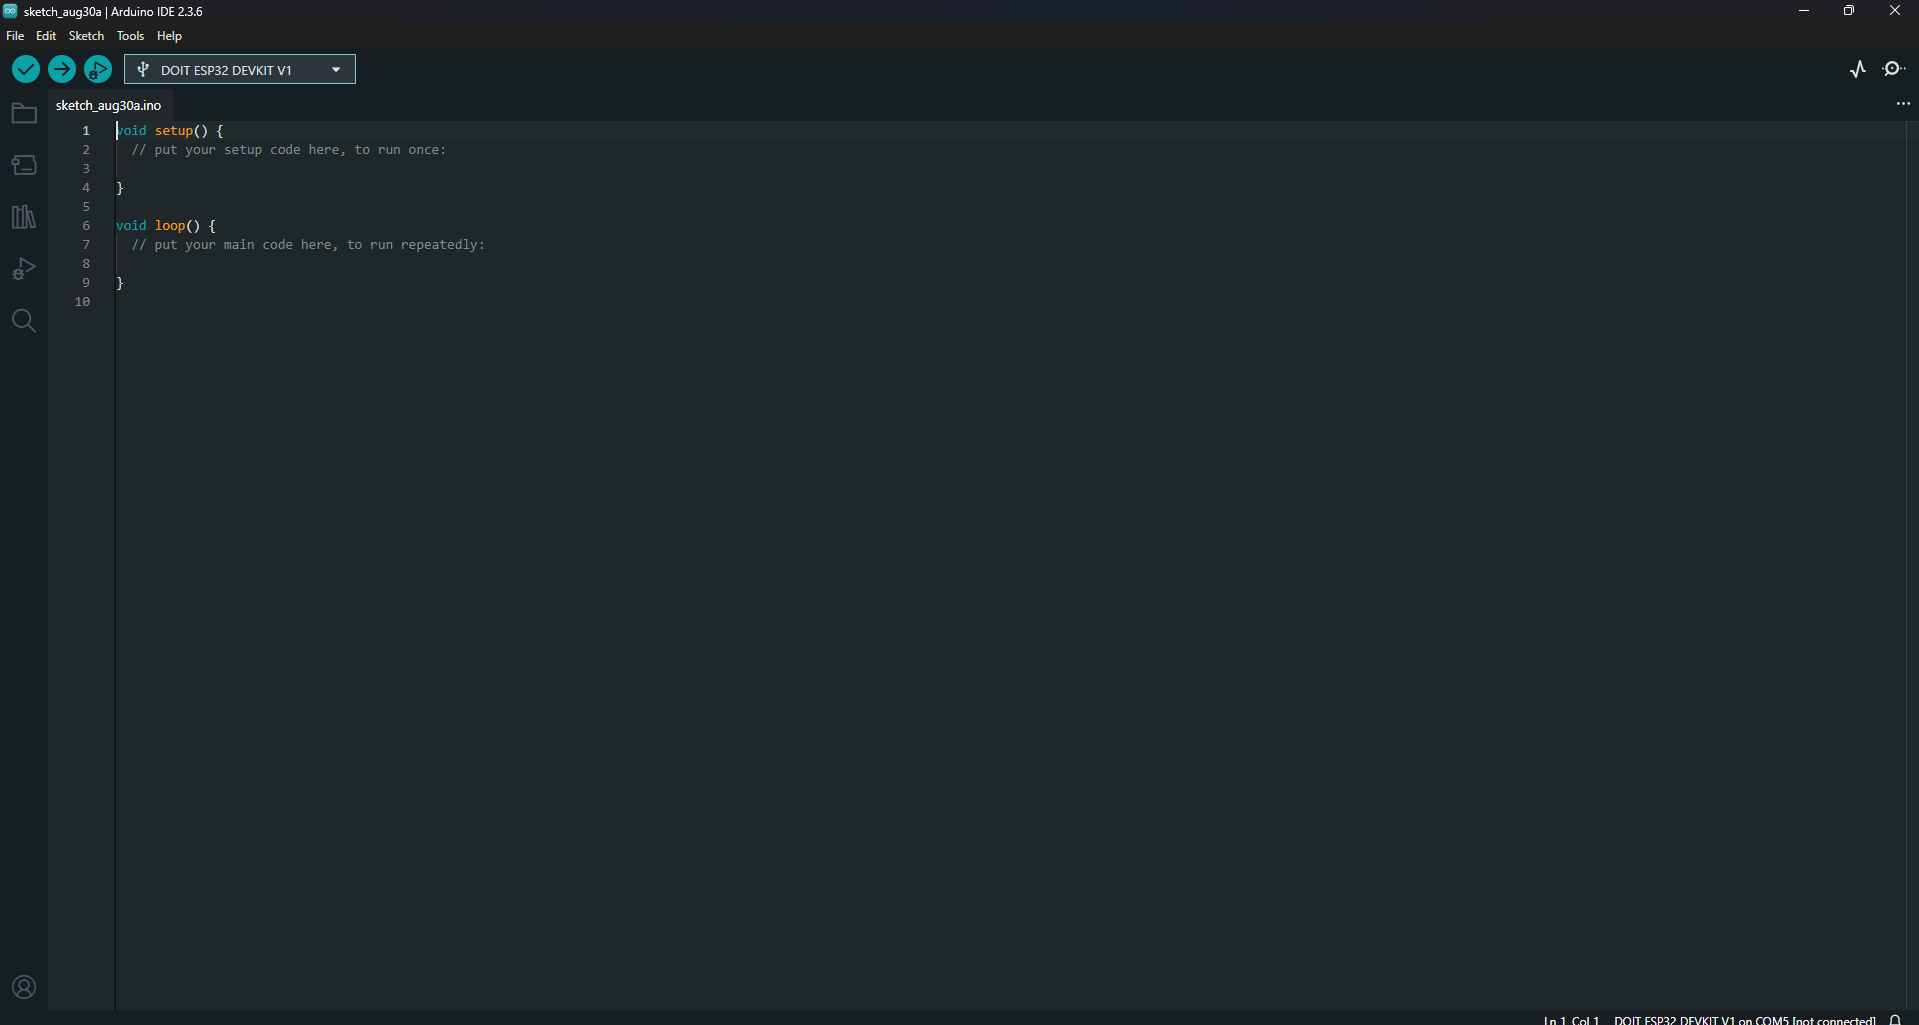 sketch_aug30a | Arduino IDE 2.3.6
File Edit Sketch Tools Help
DOIT ESP32 DEVKIT V1
sketch_aug30a.ino
1 void setup() {
2 // put your setup code here, to run once:
3
4 }
5
6 void loop() {
7 // put your main code here, to run repeatedly:
8
9 }
10
Ln 1, Col 1 DOIT ESP32 DEVKIT V1 on COM5 [not connected]